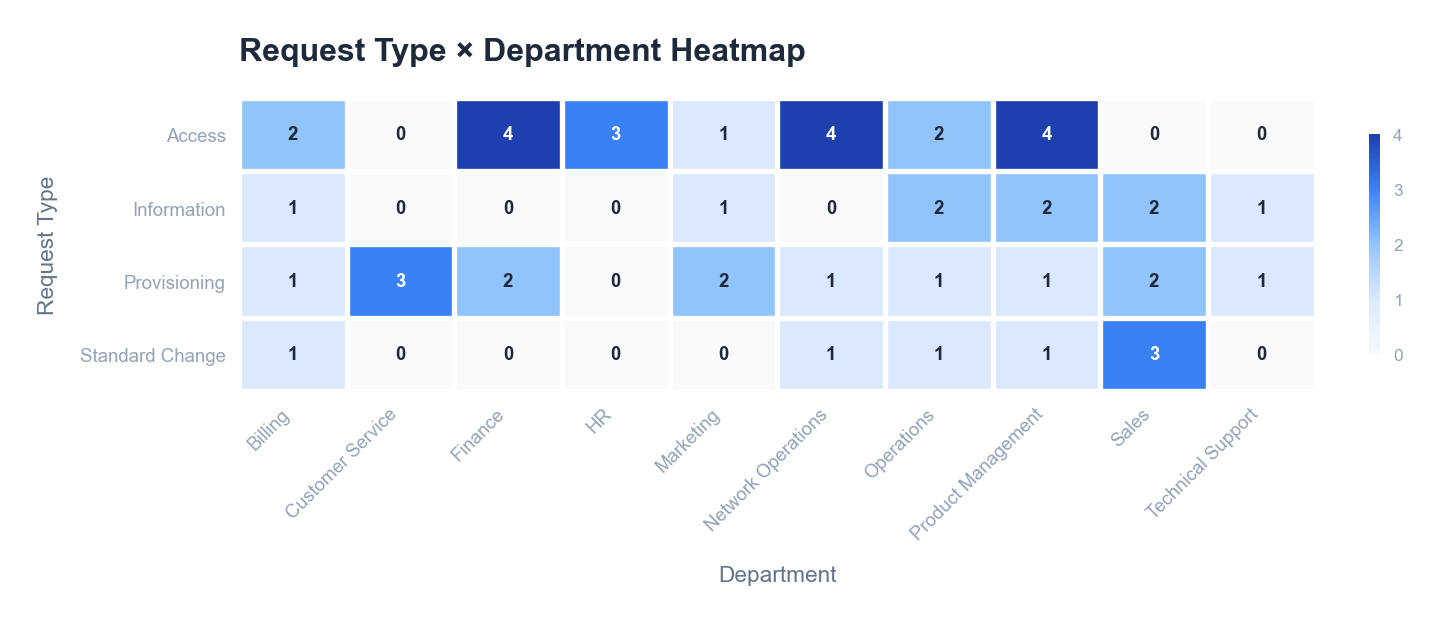 Request Type × Department Heatmap
Request Type
Access 2 0 4 3 1 4 2 4 0 0
Information 1 0 0 0 1 0 2 2 2 1
Provisioning 1 3 2 0 2 1 1 1 2 1
Standard Change 1 0 0 0 0 1 1 1 3 0
Billing
Customer Service
Finance
HR
Marketing
Network Operations
Operations
Product Management
Sales
Technical Support
Department
4
3
2
1
0